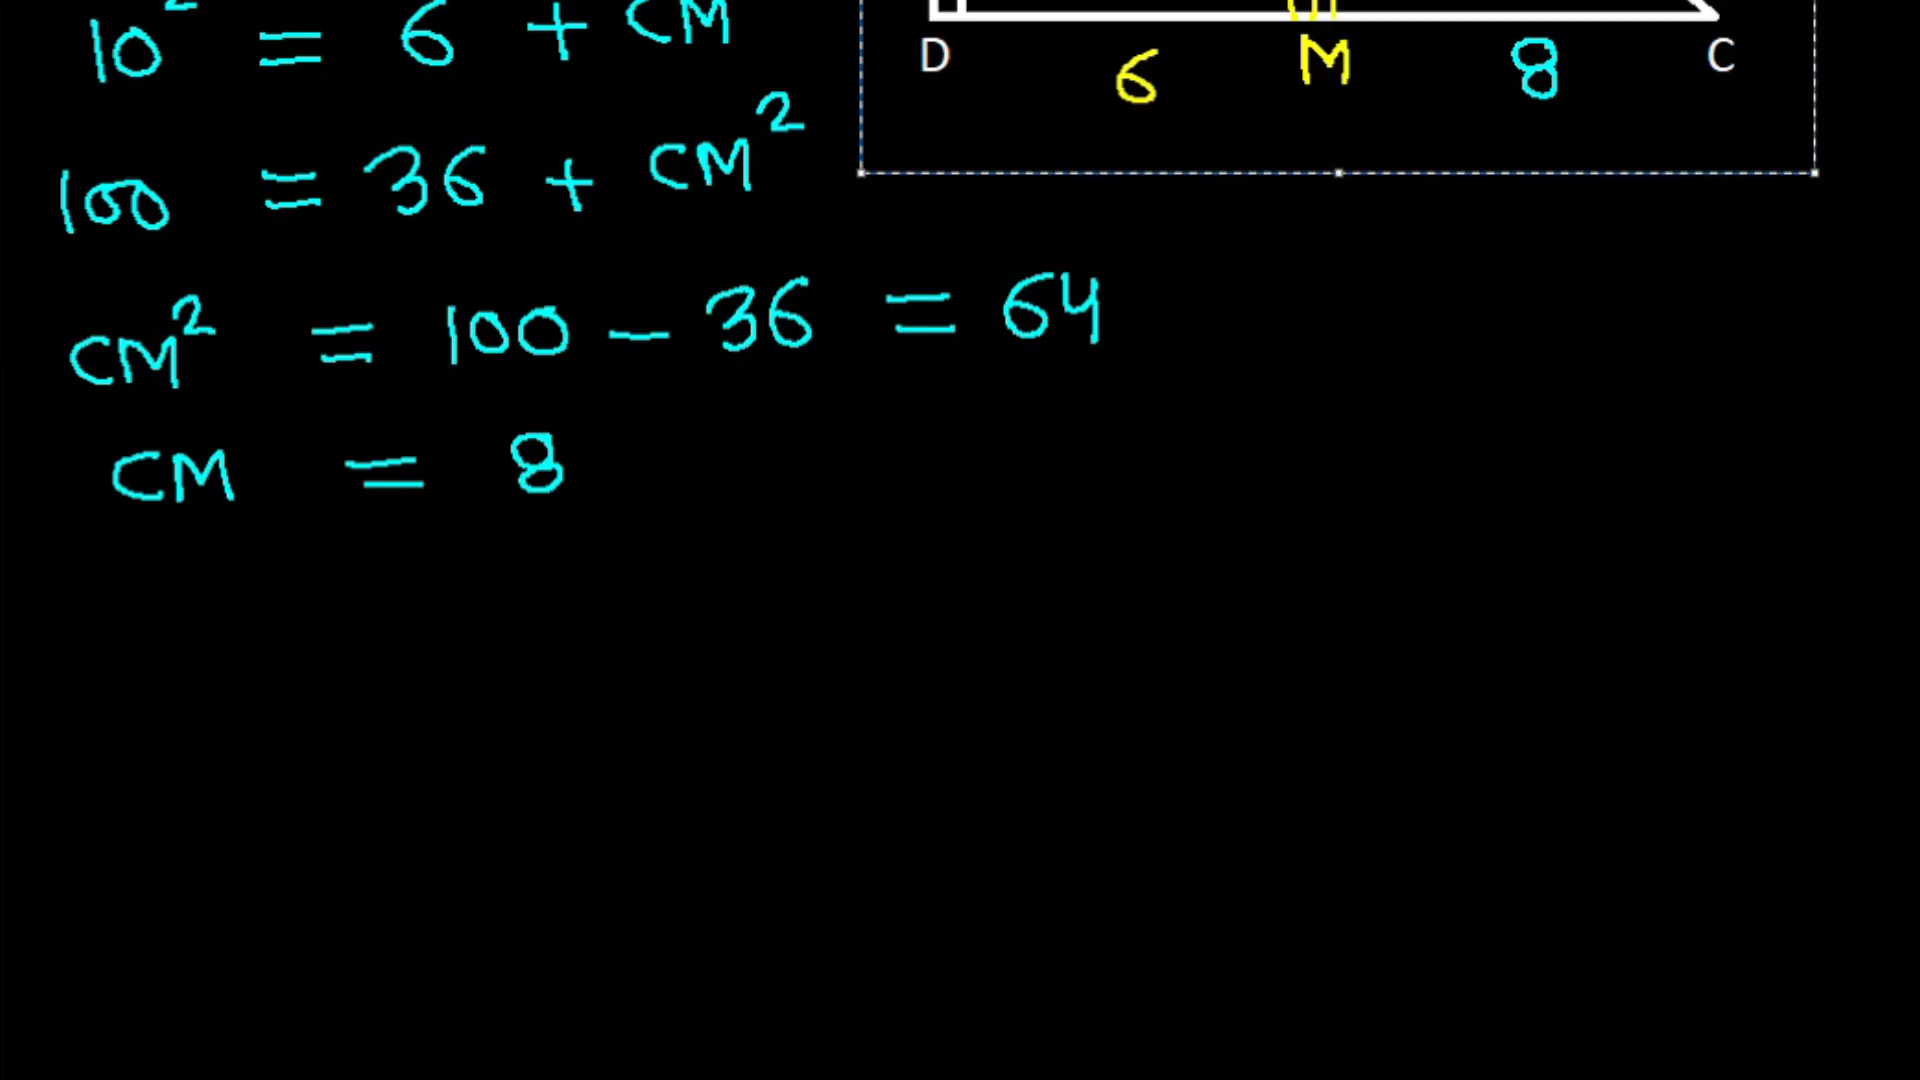 10² = 6 + CM
D 6 M 8 C
100 = 36 + CM²
CM² = 100 - 36 = 64
CM = 8